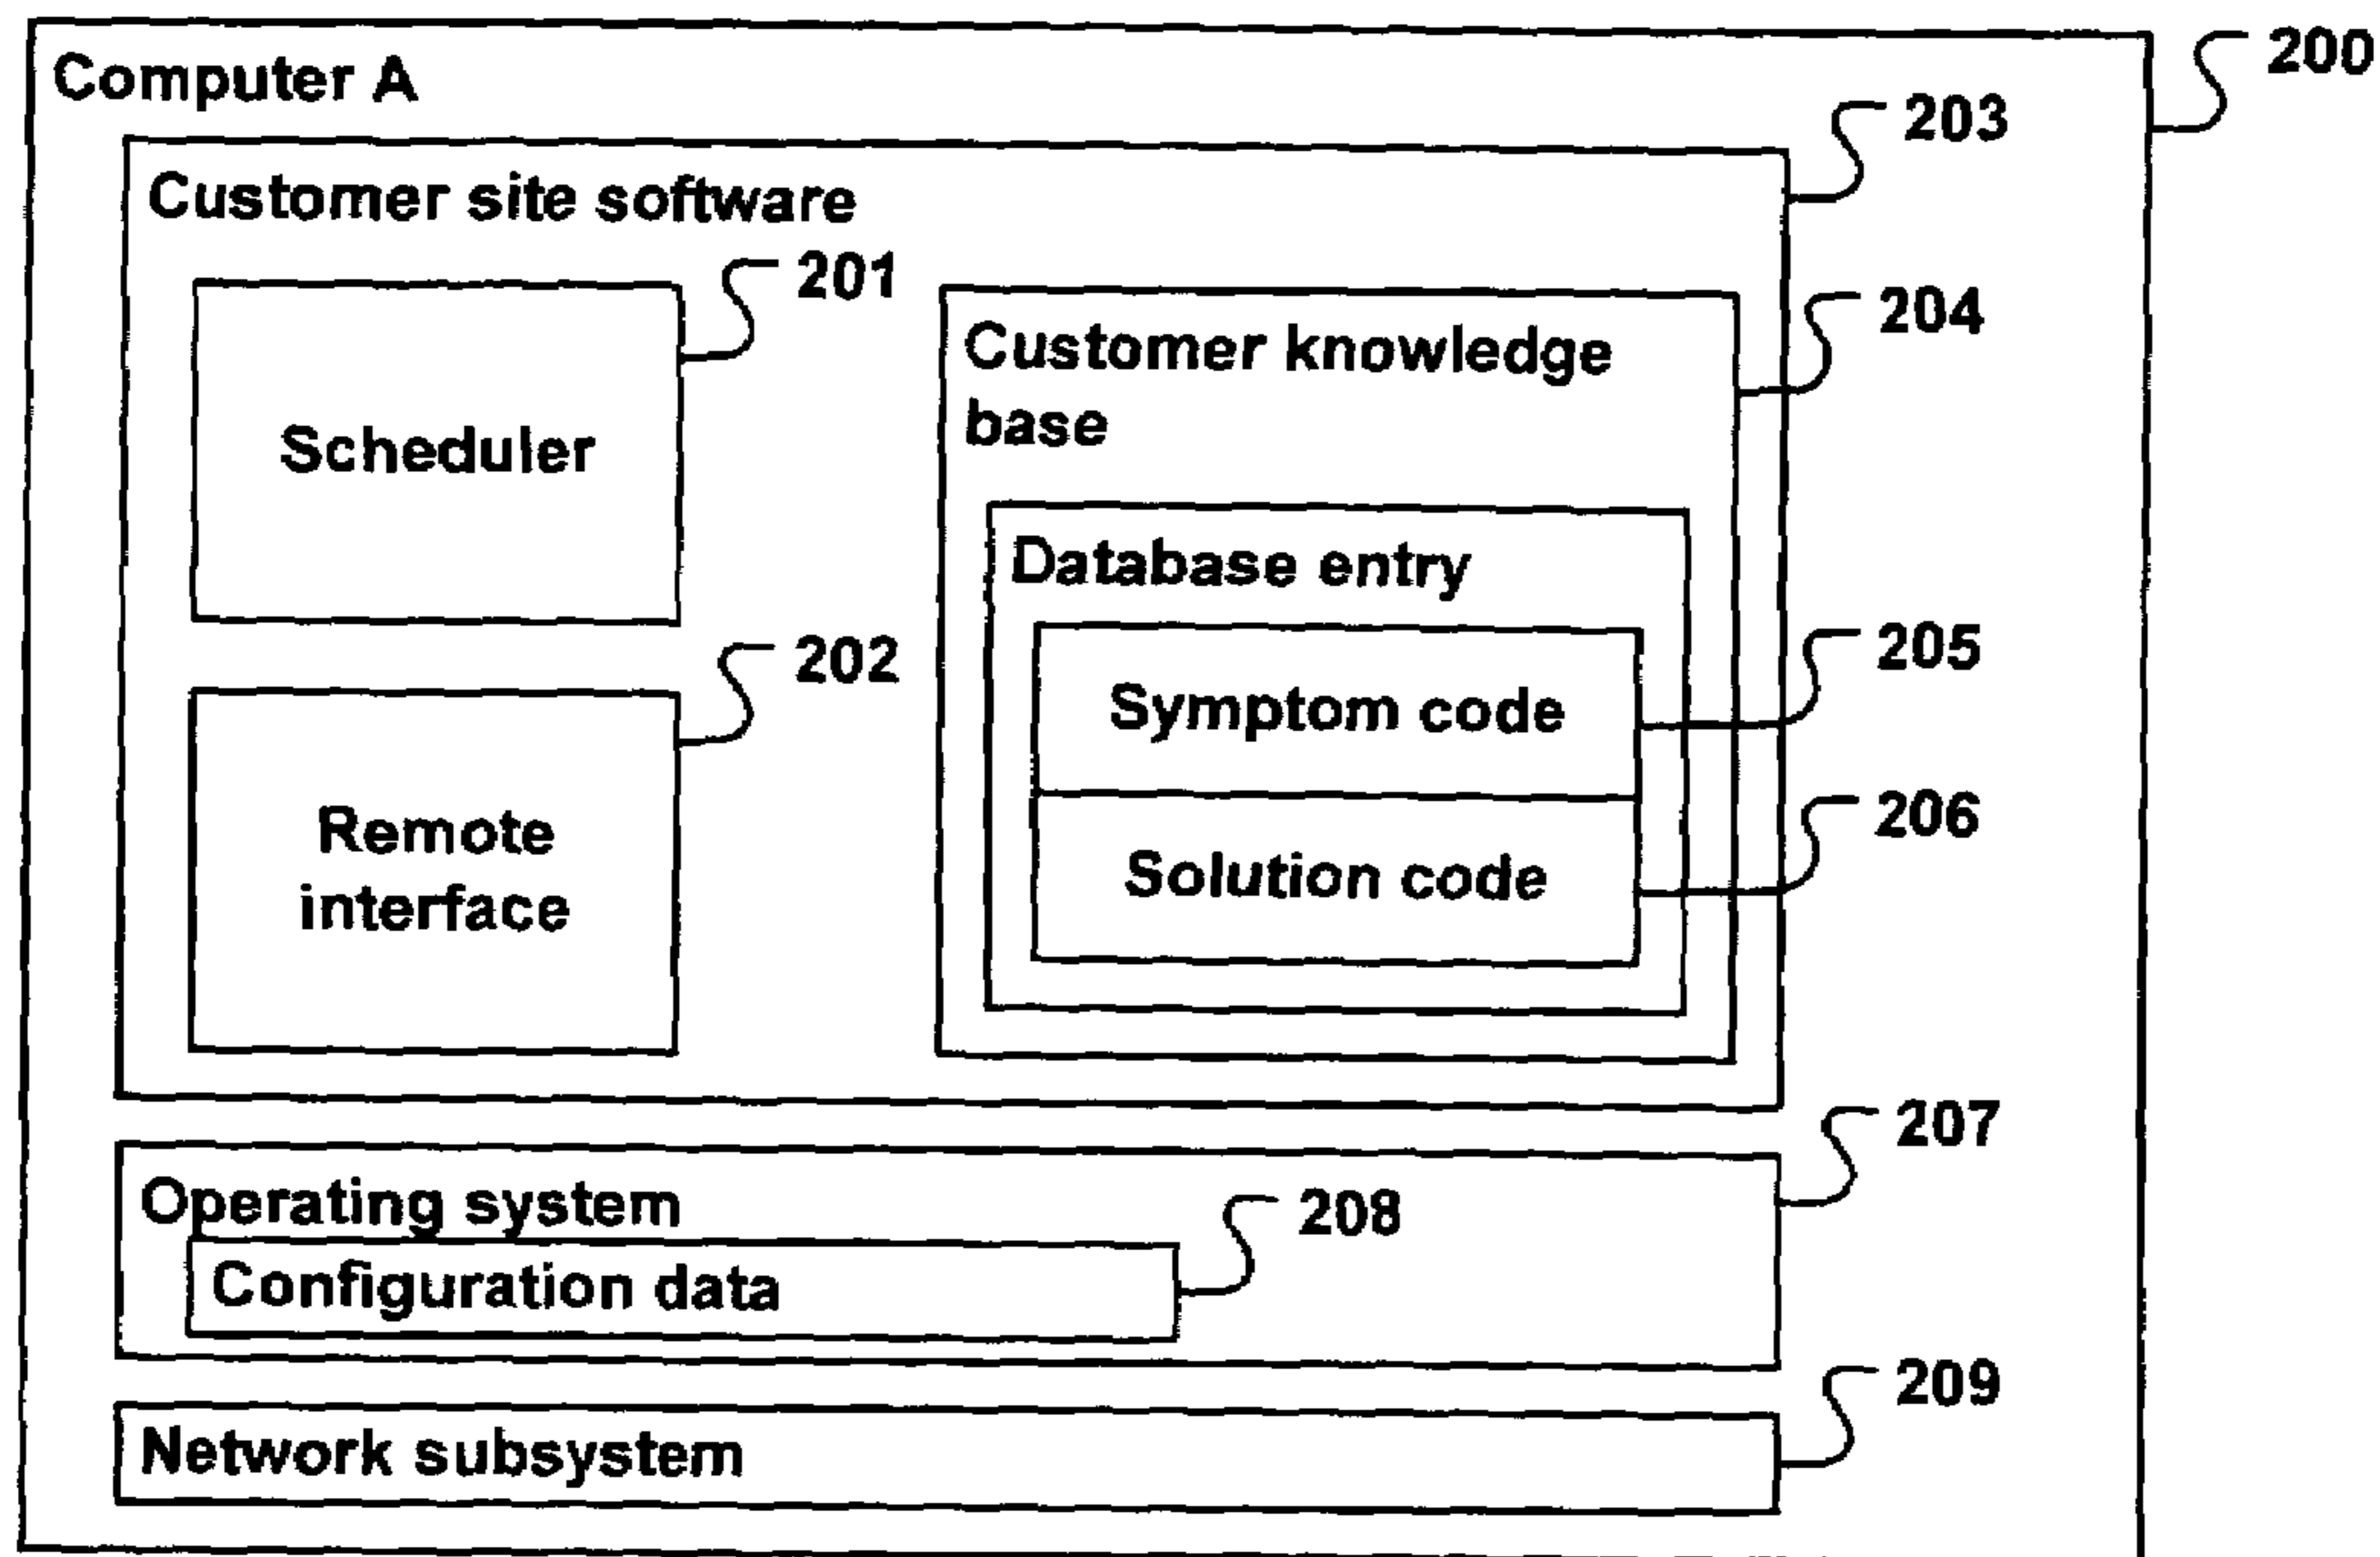 Computer A
200
203
Customer site software
201
204
Customer knowledge
base
Scheduler
Database entry
202
205
Symptom code
Remote
interface
206
Solution code
207
Operating system
208
Configuration data
209
Network subsystem